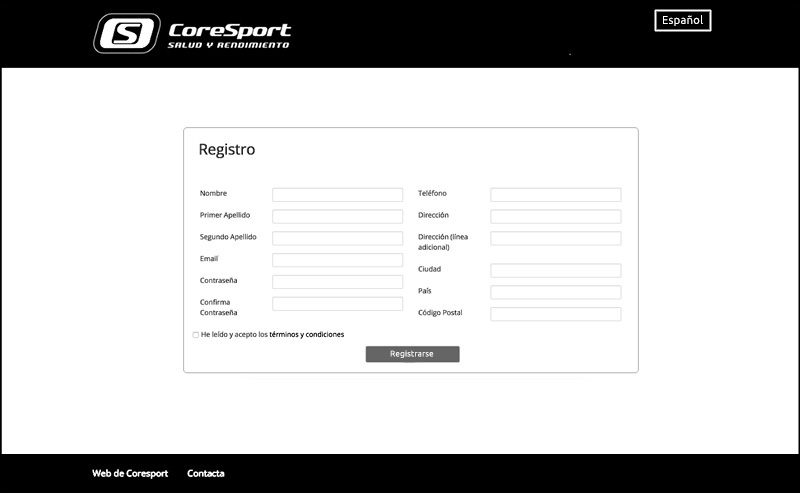 S
CoreSport
SALUD Y RENDIMIENTO
Español
Registro
Nombre
Primer Apellido
Segundo Apellido
Email
Contraseña
Confirma
Contraseña
Teléfono
Dirección
Dirección (línea
adicional)
Ciudad
País
Código Postal
He leído y acepto los términos y condiciones
Registrarse
Web de Coresport
Contacta